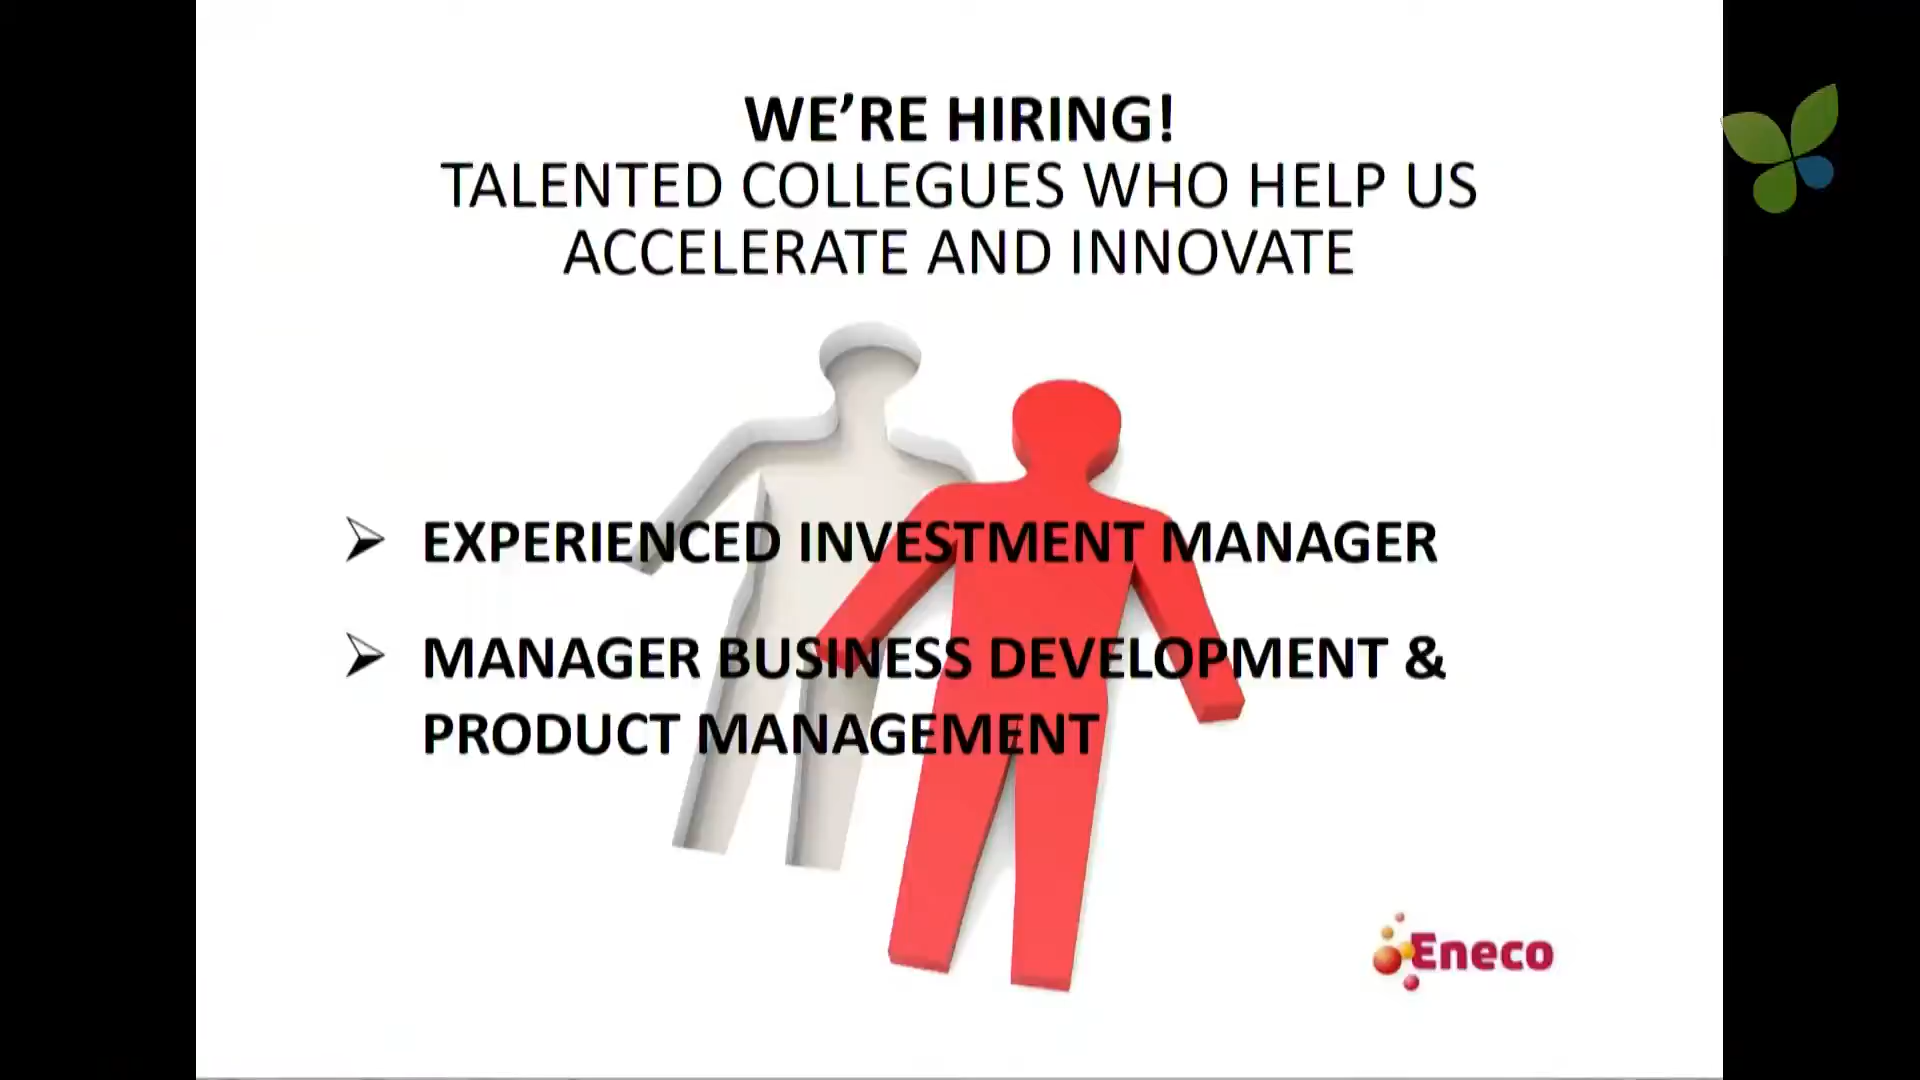 WE’RE HIRING!
TALENTED COLLEGUES WHO HELP US
ACCELERATE AND INNOVATE
➢ EXPERIENCED INVESTMENT MANAGER
➢ MANAGER BUSINESS DEVELOPMENT &
PRODUCT MANAGEMENT
Eneco